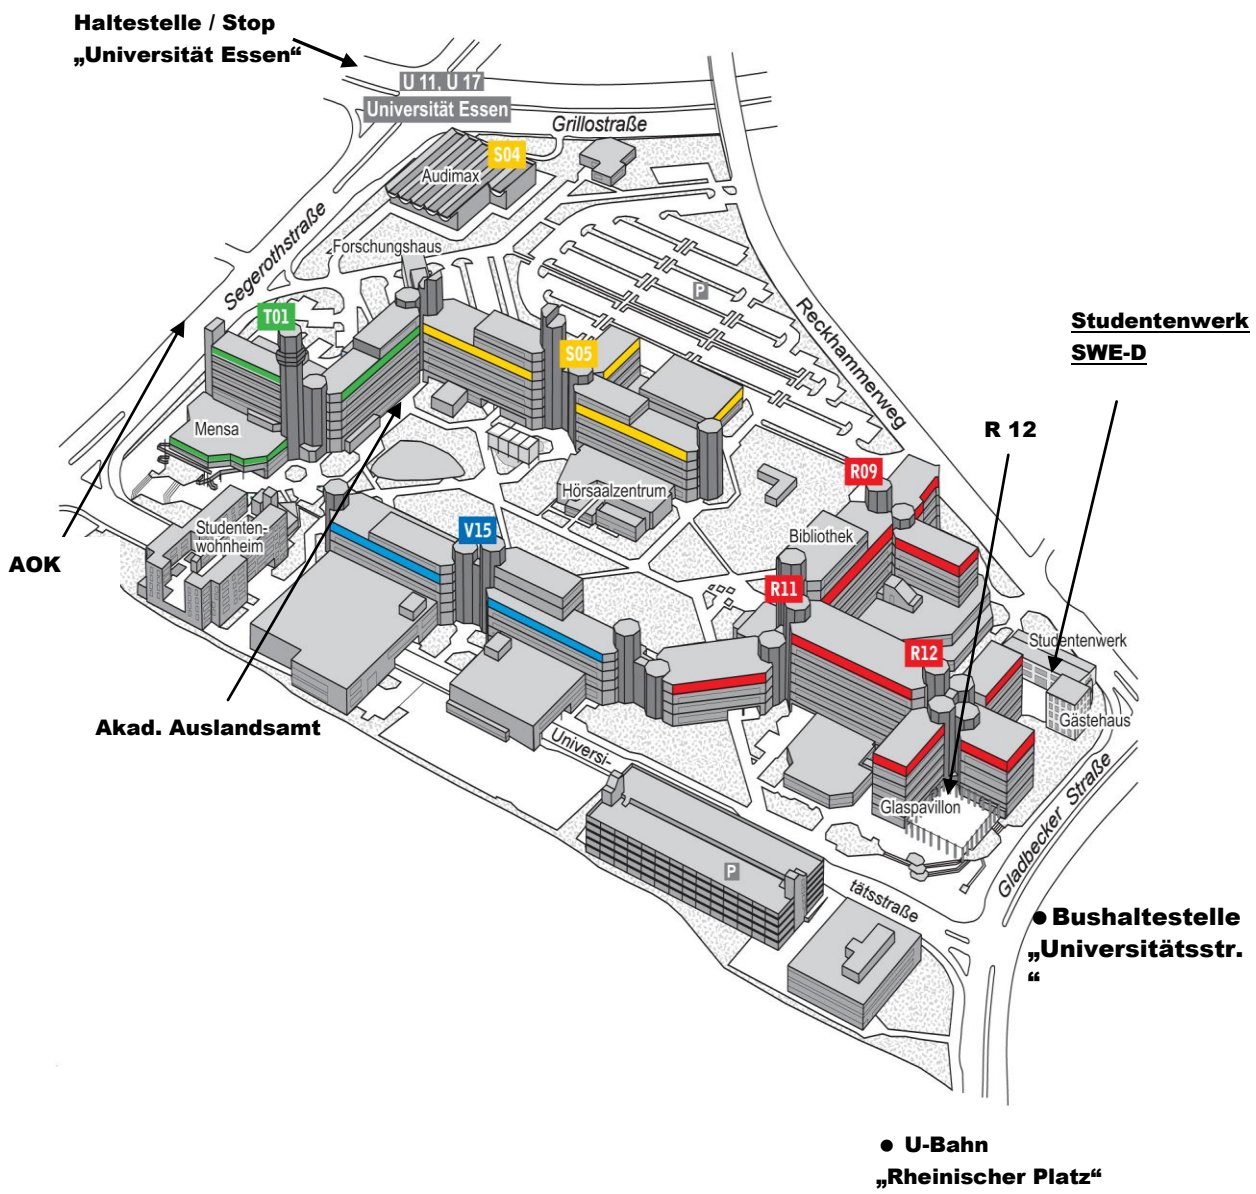 Haltestelle / Stop
„Universität Essen“
U 11, U 17
Universität Essen
Grillostraße
S04
Audimax
Segerothstraße
Forschungshaus
P
Reckhammerweg
T01
S05
Studentenwerk
SWE-D
R 12
Mensa
R09
Hörsaalzentrum
Studenten-
wohnheim
V15
Bibliothek
AOK
R11
R12
Studentenwerk
Akad. Auslandsamt
Gästehaus
Universi-
Glaspavillon
Gladbecker Straße
P
tätsstraße
● Bushaltestelle
„Universitätsstr.
“
● U-Bahn
„Rheinischer Platz“